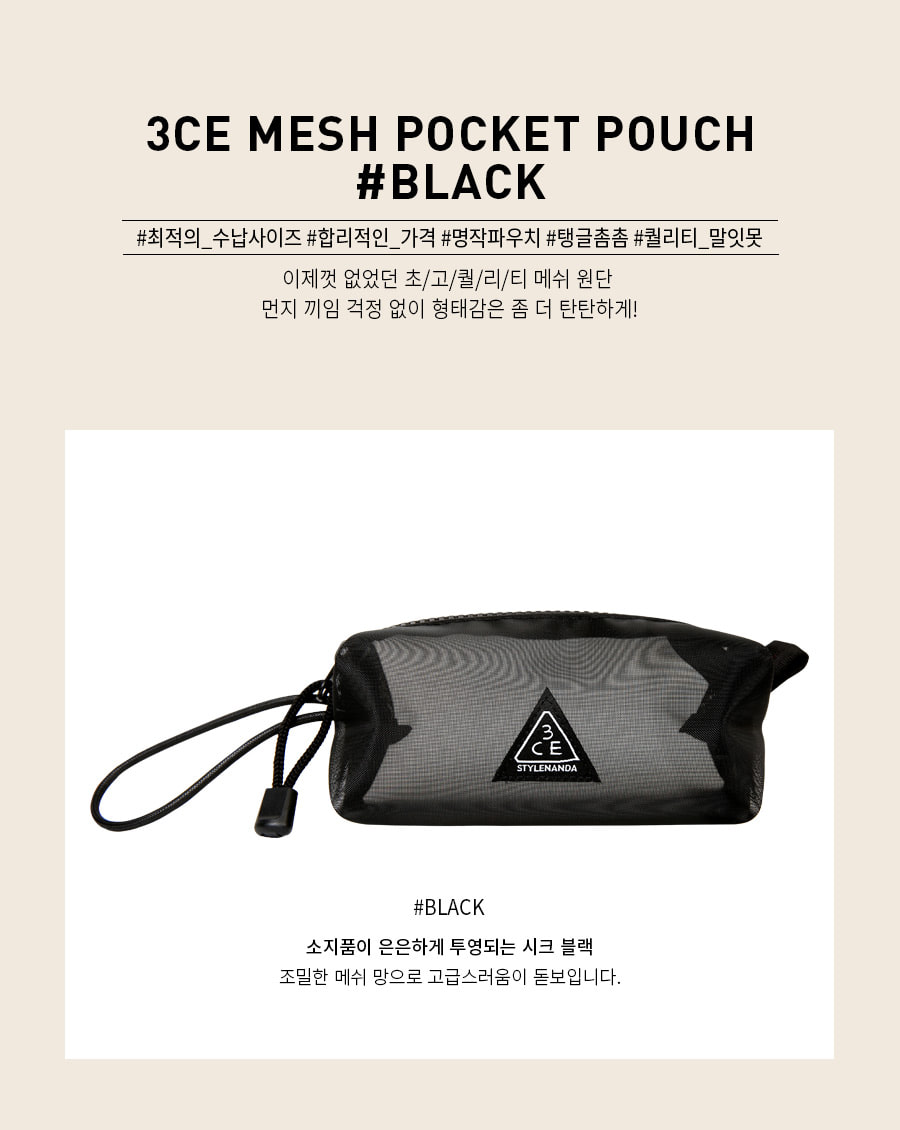 3CE MESH POCKET POUCH
#BLACK
#최적의_수납사이즈 #합리적인_가격 #명작파우치 #탱글촘촘 #퀄리티_말잇못
이제껏 없었던 초/고/퀄/리/티 메쉬 원단
먼지 끼임 걱정 없이 형태감은 좀 더 탄탄하게!
3
CE
STYLENANDA
#BLACK
소지품이 은은하게 투영되는 시크 블랙
조밀한 메쉬 망으로 고급스러움이 돋보입니다.